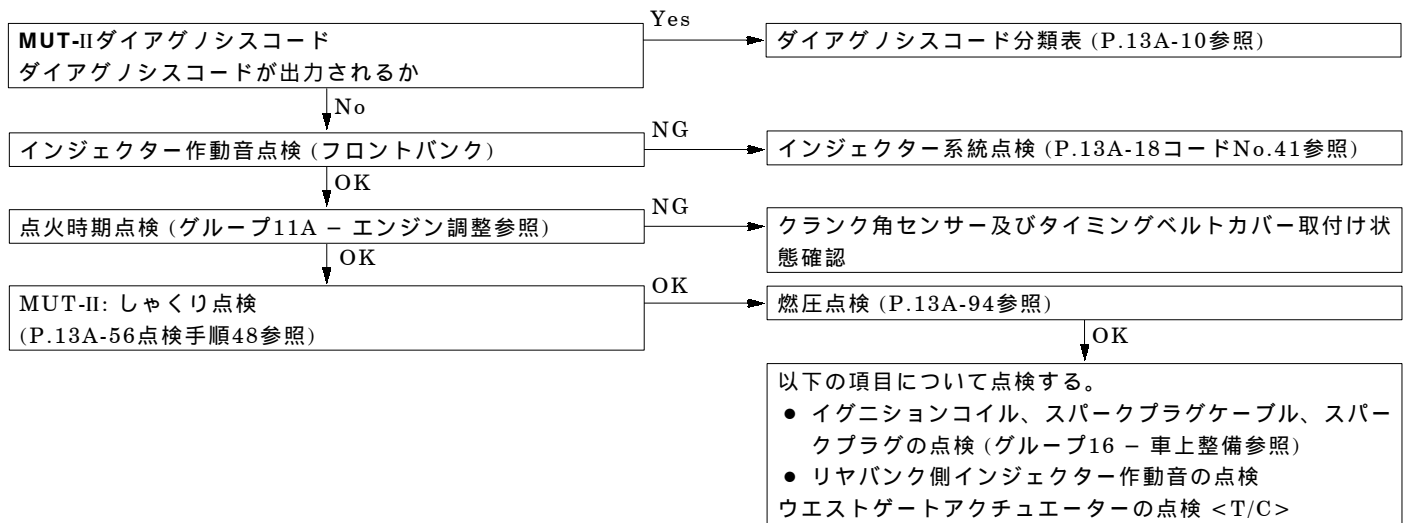 MUT-IIダイアグノシスコード
ダイアグノシスコードが出力されるか
Yes
ダイアグノシスコード分類表 (P.13A-10参照)
No
インジェクター作動音点検 (フロントバンク)
NG
インジェクター系統点検 (P.13A-18コードNo.41参照)
OK
点火時期点検 (グループ11A – エンジン調整参照)
NG
クランク角センサー及びタイミングベルトカバー取付け状
態確認
OK
MUT-II: しゃくり点検
(P.13A-56点検手順48参照)
OK
燃圧点検 (P.13A-94参照)
OK
以下の項目について点検する。
● イグニションコイル、スパークプラグケーブル、スパー
クプラグの点検 (グループ16 – 車上整備参照)
● リヤバンク側インジェクター作動音の点検
ウエストゲートアクチュエーターの点検 <T/C>